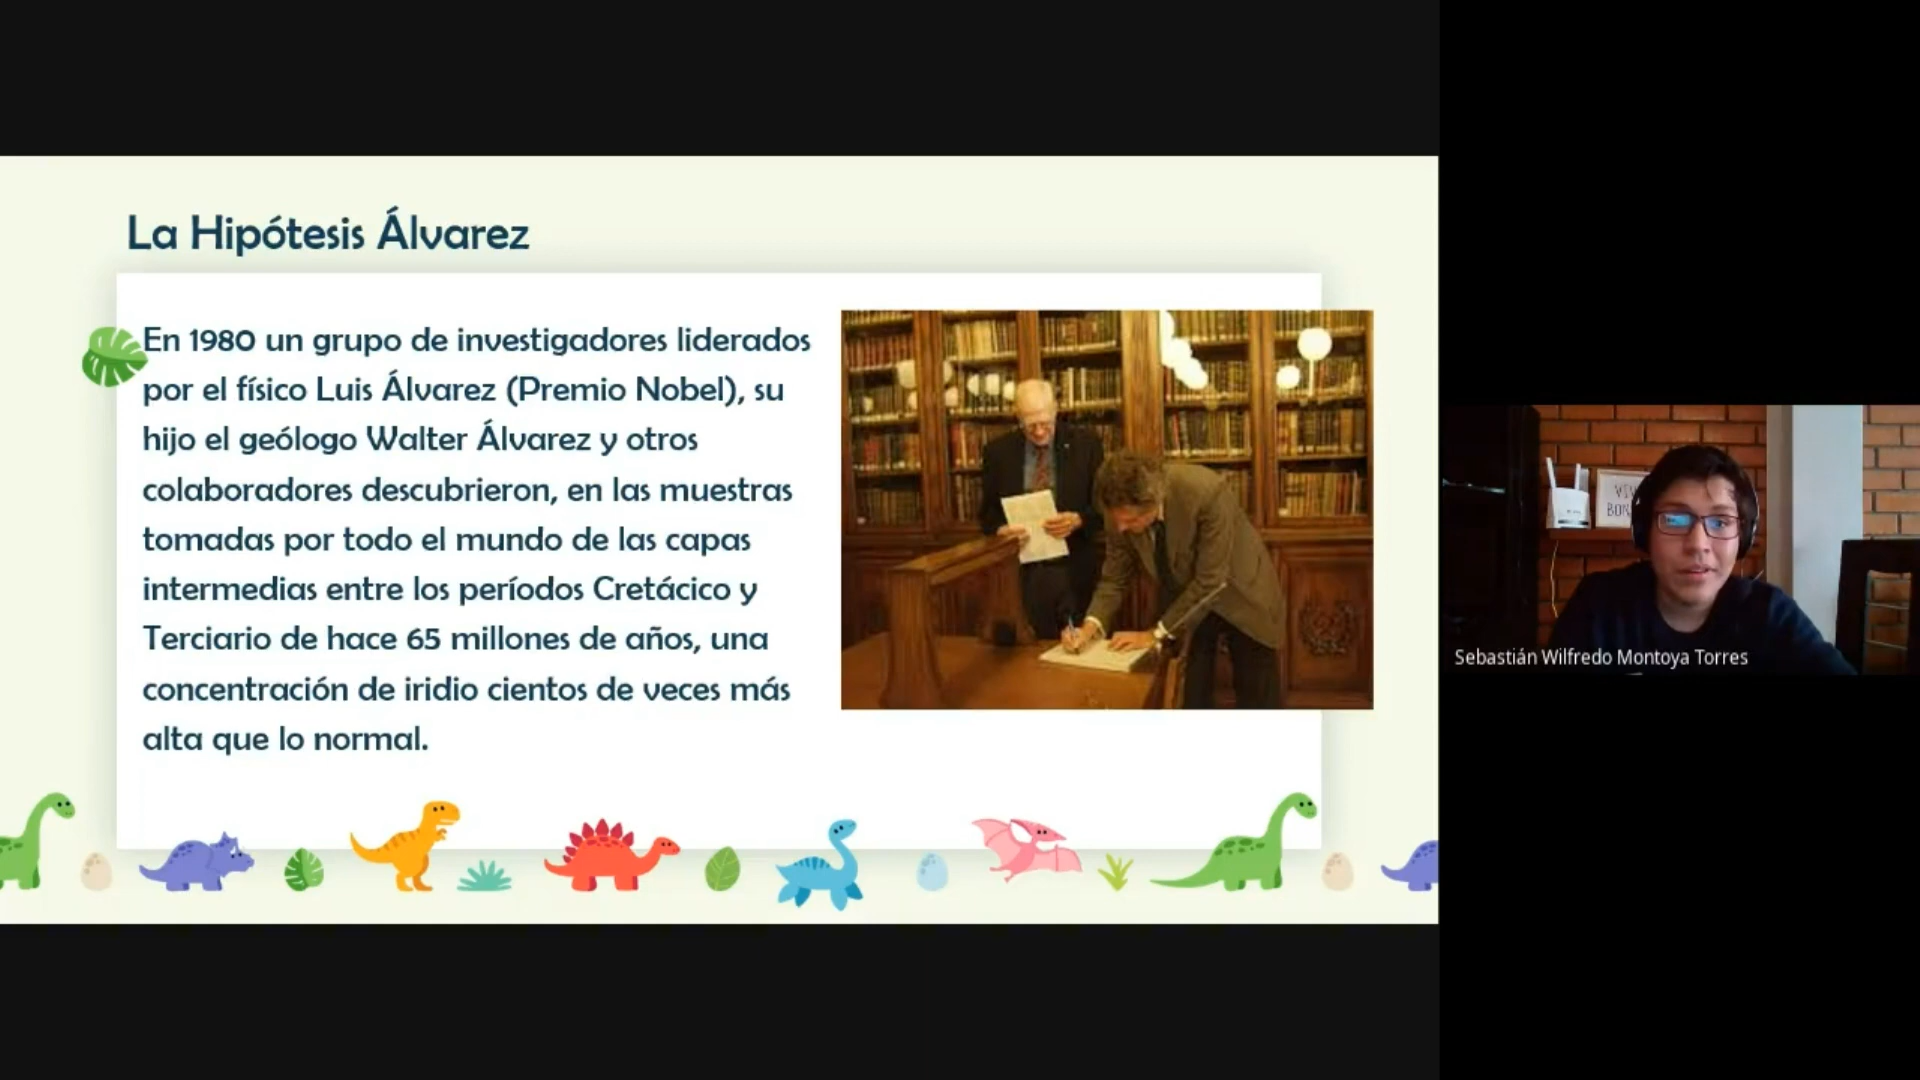 La Hipótesis Álvarez
En 1980 un grupo de investigadores liderados
por el físico Luis Álvarez (Premio Nobel), su
hijo el geólogo Walter Álvarez y otros
colaboradores descubrieron, en las muestras
tomadas por todo el mundo de las capas
intermedias entre los períodos Cretácico y
Terciario de hace 65 millones de años, una
concentración de iridio cientos de veces más
alta que lo normal.
Sebastián Wilfredo Montoya Torres